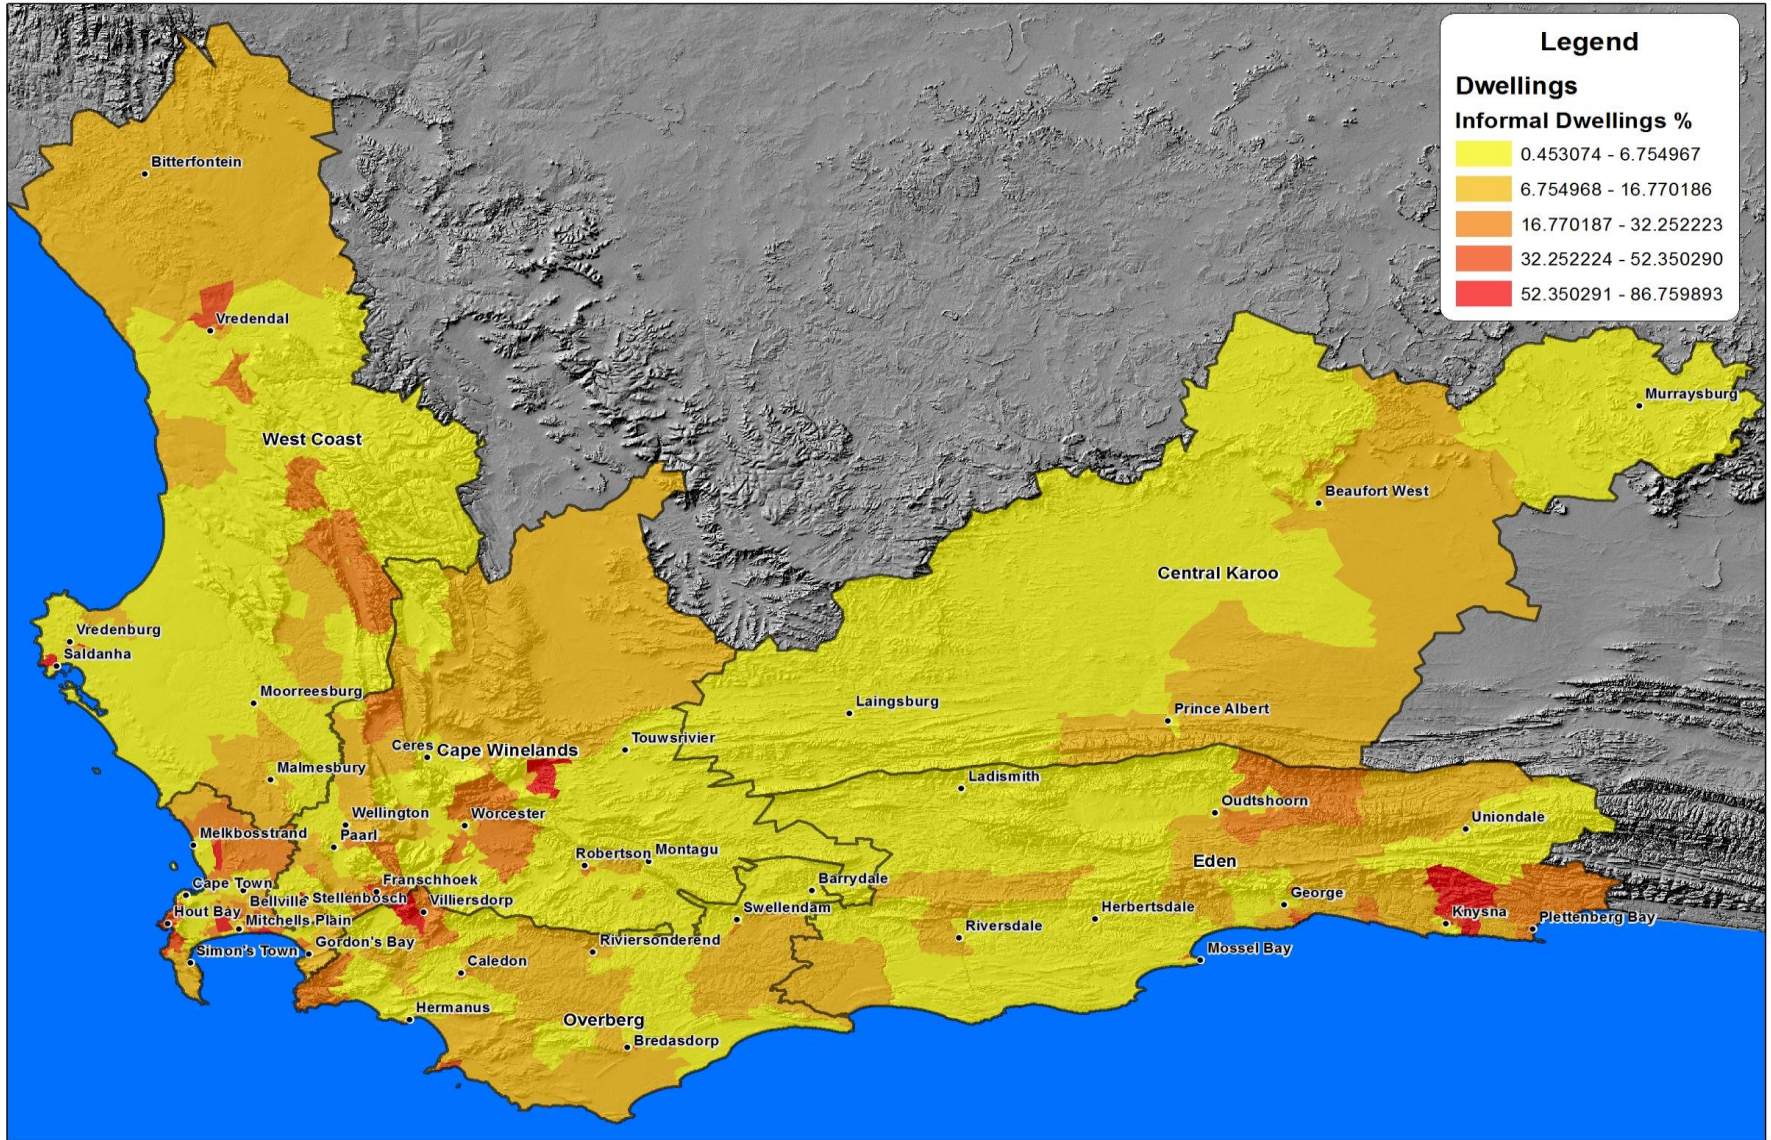 Legend
Dwellings
Informal Dwellings %
0.453074 - 6.754967
6.754968 - 16.770186
16.770187 - 32.252223
32.252224 - 52.350290
52.350291 - 86.759893
Bitterfontein
Vredendal
Murraysburg
West Coast
Beaufort West
Central Karoo
Vredenburg
Saldanha
Moorreesburg
Laingsburg
Prince Albert
Touwsrivier
Ceres
Cape Winelands
Malmesbury
Ladismith
Oudtshoorn
Wellington
Worcester
Uniondale
Melkbosstrand
Paarl
Robertson
Montagu
Eden
Franschhoek
Barrydale
Cape Town
George
Bellville
Stellenbosch
Villiersdorp
Swellendam
Herbertsdale
Hout Bay
Mitchells Plain
Knysna
Plettenberg Bay
Riversdale
Gordon's Bay
Riviersonderend
Mossel Bay
Simon's Town
Caledon
Hermanus
Overberg
Bredasdorp